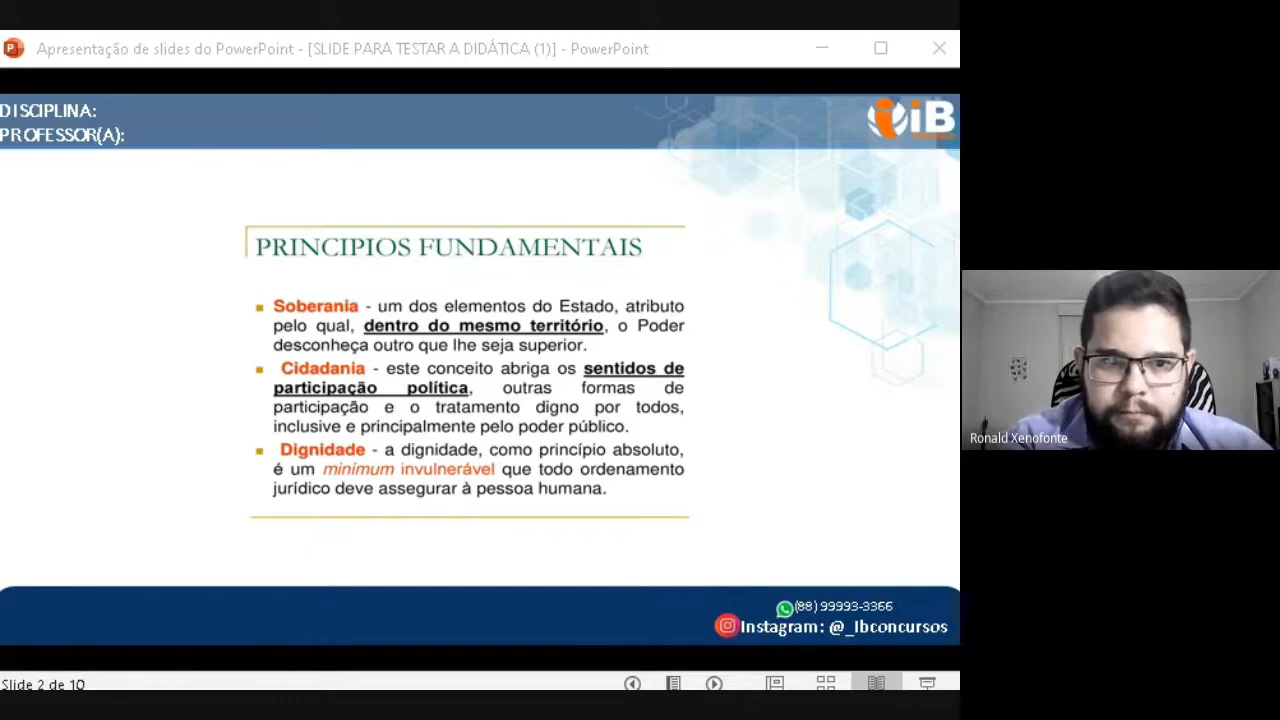 Apresentação de slides do PowerPoint - [SLIDE PARA TESTAR A DIDÁTICA (1)] - PowerPoint
DISCIPLINA:
PROFESSOR(A):
iB
PRINCIPIOS FUNDAMENTAIS
Soberania - um dos elementos do Estado, atributo
pelo qual, dentro do mesmo território, o Poder
desconheça outro que lhe seja superior.
Cidadania - este conceito abriga os sentidos de
participação política, outras formas de
participação e o tratamento digno por todos,
inclusive e principalmente pelo poder público.
Dignidade - a dignidade, como princípio absoluto,
é um minimum invulnerável que todo ordenamento
jurídico deve assegurar à pessoa humana.
Ronald Xenofonte
(88) 99993-3366
Instagram: @_Ibconcursos
Slide 2 de 10